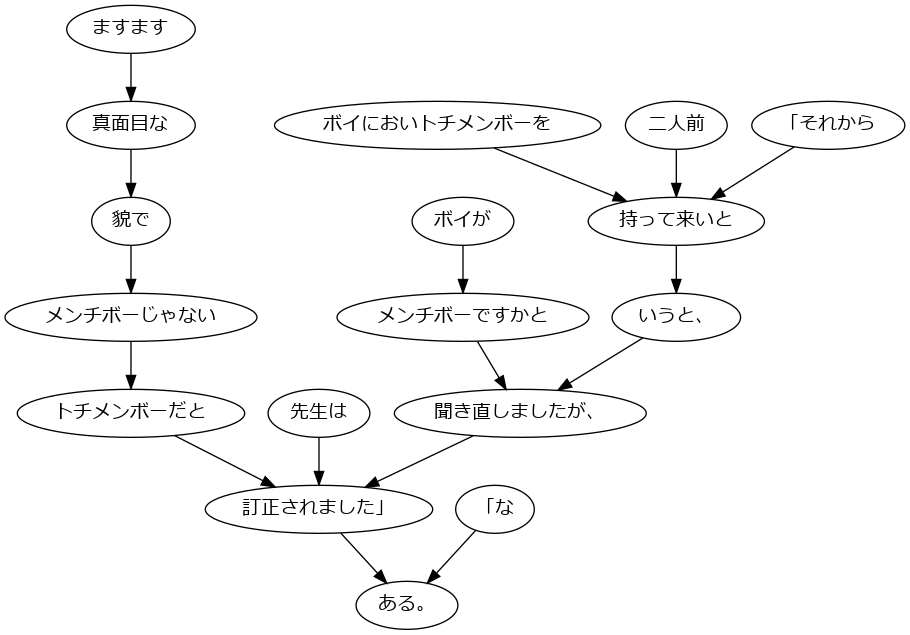 ますます
真面目な
ボイにおいトチメンボーを
二人前
「それから
貌で
ボイが
持って来いと
メンチボーじゃない
メンチボーですかと
いうと、
トチメンボーだと
先生は
聞き直しましたが、
訂正されました」
「な
ある。